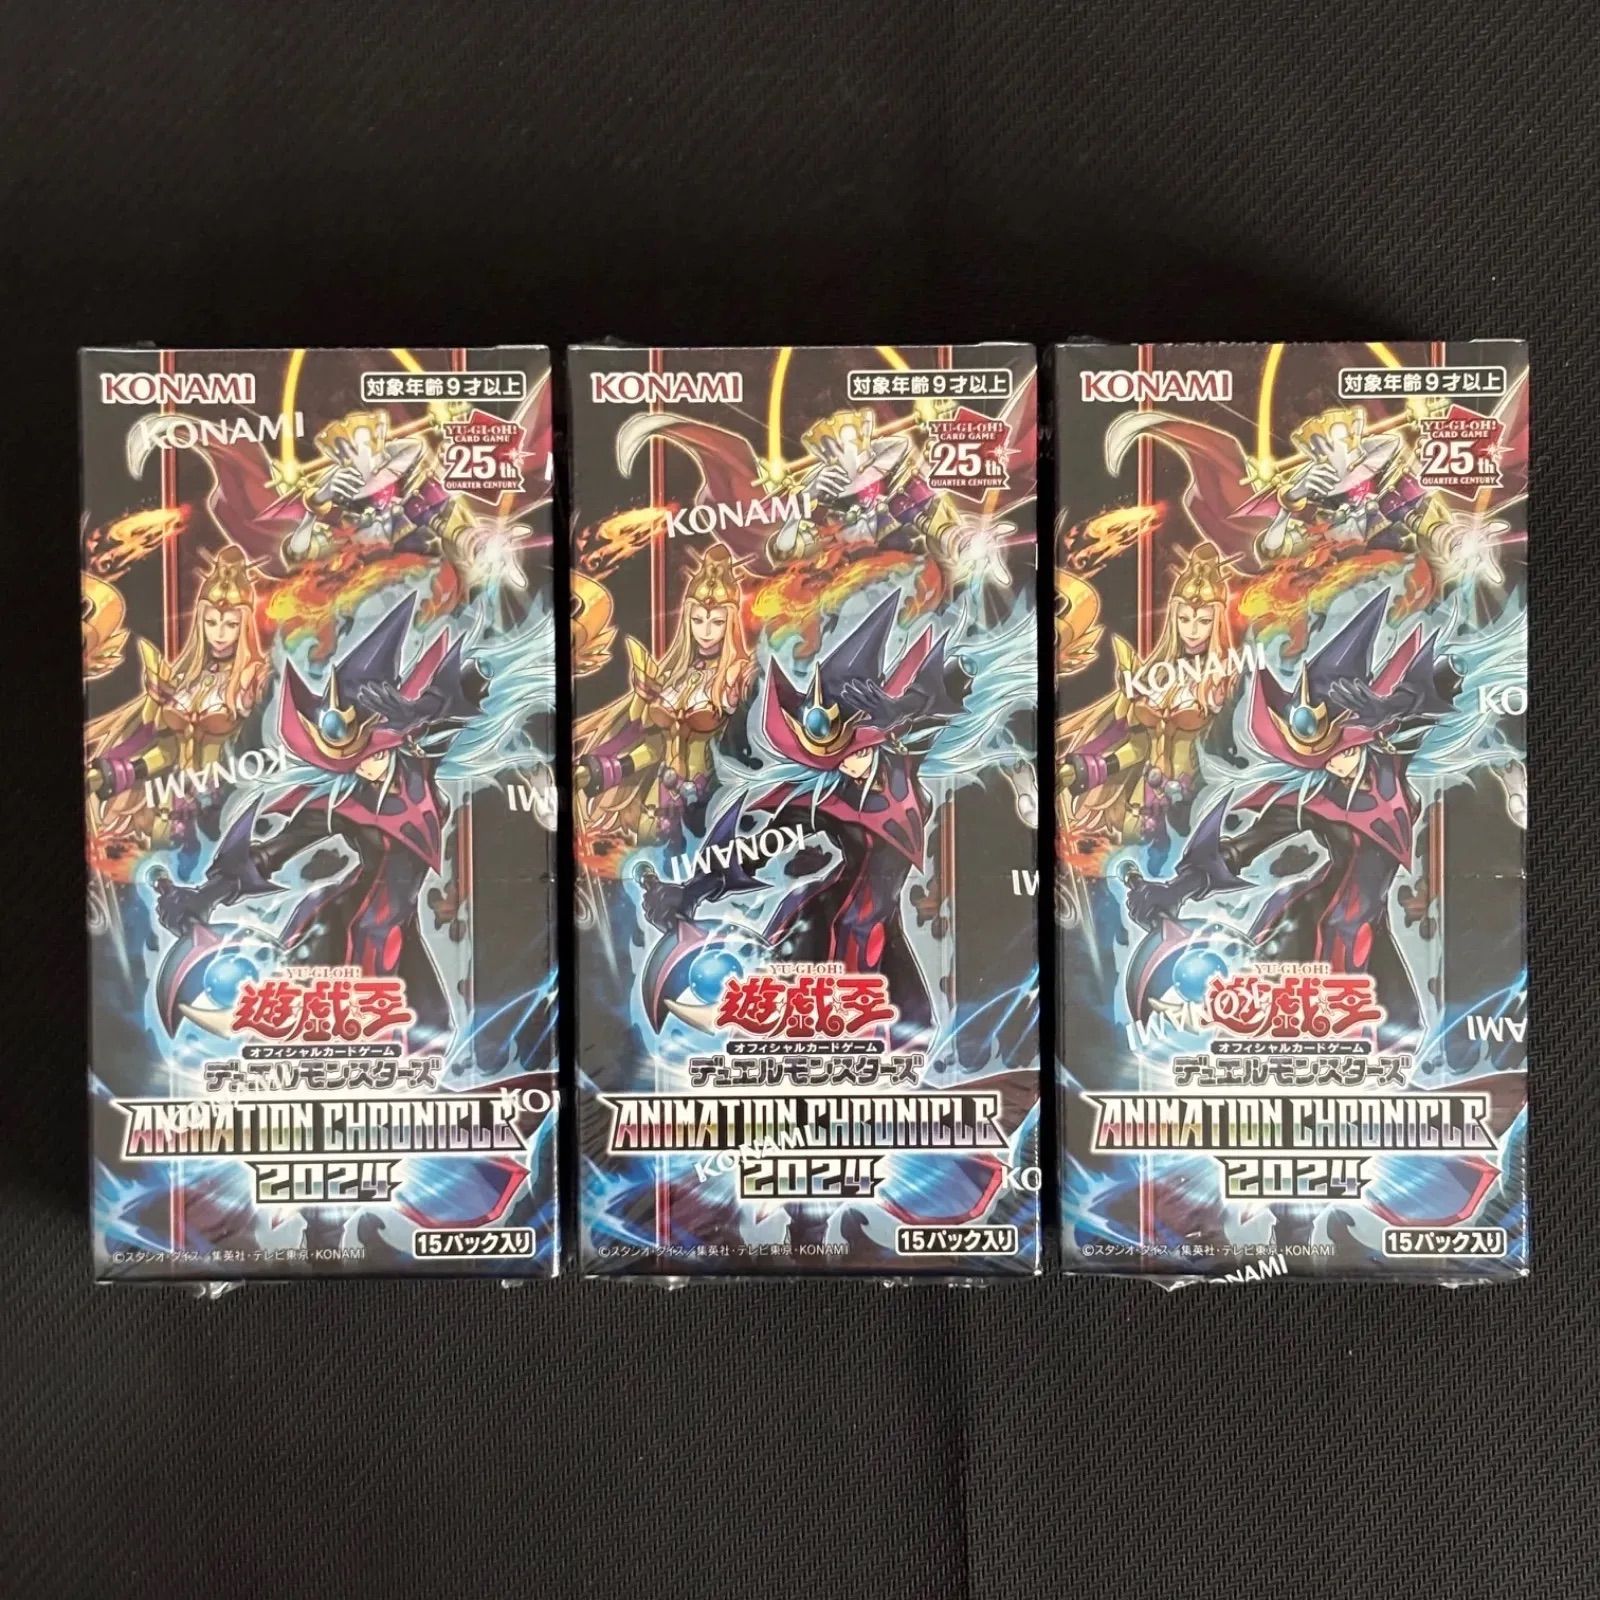 KONAMI
対象年齢9才以上
KONAMI
YU-GI-OH!
CARD GAME
25th
QUARTER CENTURY
KONAMI
KONAMI
YU-GI-OH!
遊戯王
オフィシャルカードゲーム
デュエルモンスターズ
KONAMI
KO
ANIMATION CHRONICLE
2024
15パック入り
©スタジオ・ダイス/集英社・テレビ東京・KONAMI
KONAMI
対象年齢9才以上
YU-GI-OH!
CARD GAME
25th
QUARTER CENTURY
KONAMI
KONAMI
YU-GI-OH!
遊戯王
オフィシャルカードゲーム
デュエルモンスターズ
ANIMATION CHRONICLE
KONAMI
2024
KO
15パック入り
©スタジオ・ダイス/集英社・テレビ東京・KONAMI
KONAMI
対象年齢9才以上
YU-GI-OH!
CARD GAME
25th
QUARTER CENTURY
KONAMI
KO
YU-GI-OH!
遊戯王
KONAMI
AMI
オフィシャルカードゲーム
デュエルモンスターズ
ANIMATION CHRONICLE
2024
15パック入り
©スタジオ・ダイス/集英社・テレビ東京・KONAMI
KONAMI